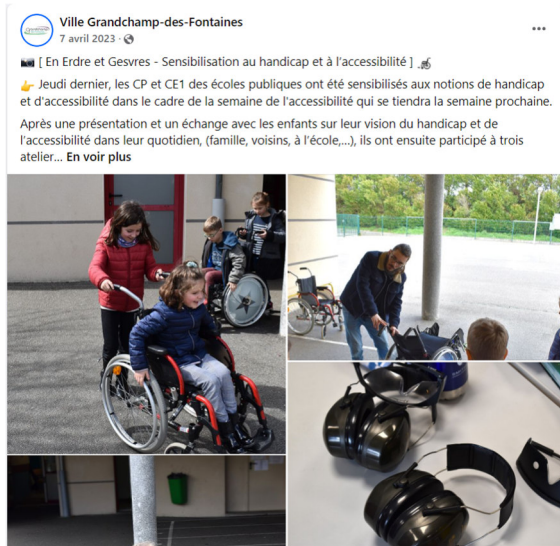 Ville Grandchamp-des-Fontaines
7 avril 2023 ·
[ En Erdre et Gesvres - Sensibilisation au handicap et à l'accessibilité ]
Jeudi dernier, les CP et CE1 des écoles publiques ont été sensibilisés aux notions de handicap
et d'accessibilité dans le cadre de la semaine de l'accessibilité qui se tiendra la semaine prochaine.
Après une présentation et un échange avec les enfants sur leur vision du handicap et de
l'accessibilité dans leur quotidien, (famille, voisins, à l'école,...), ils ont ensuite participé à trois
atelier... En voir plus